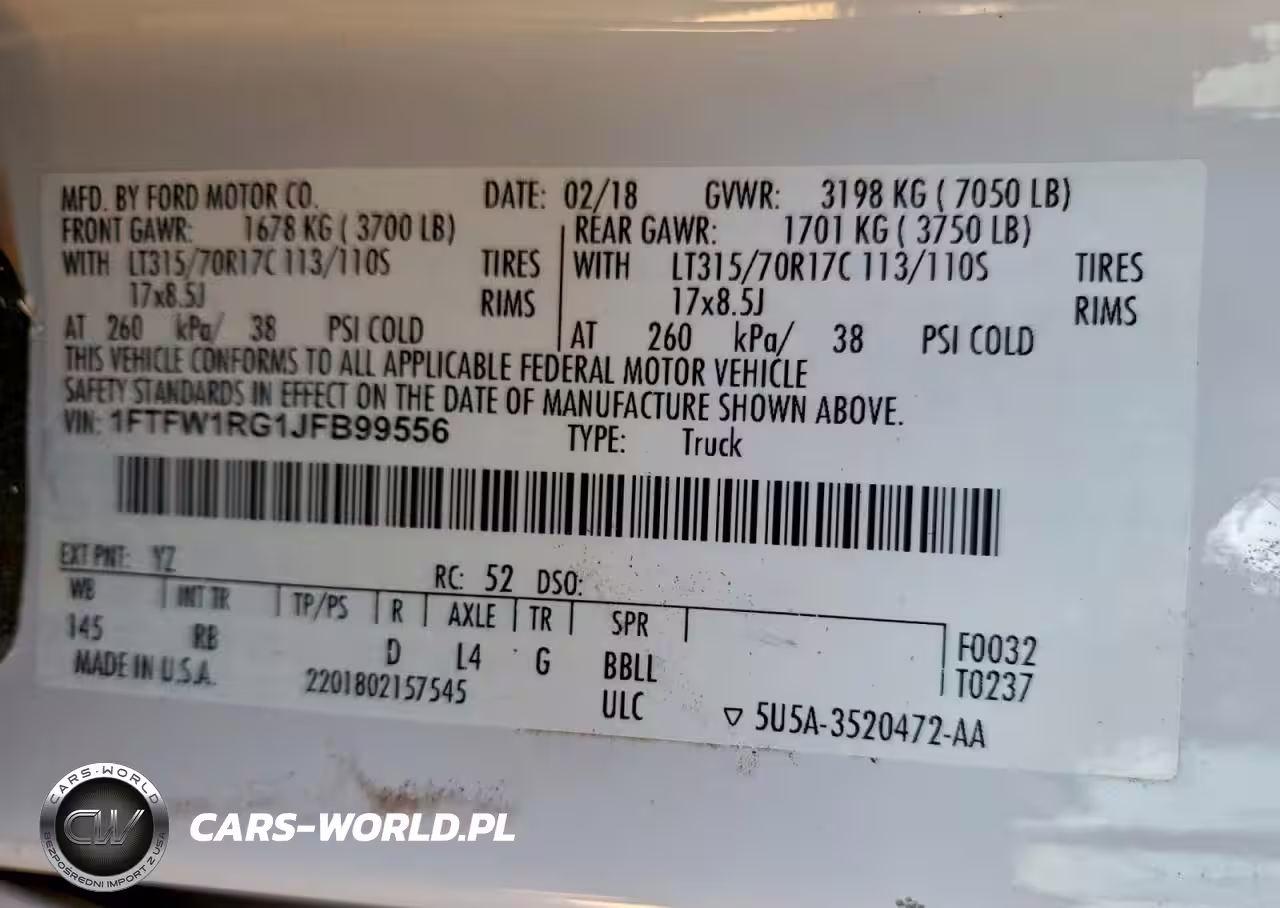 MFD. BY FORD MOTOR CO. DATE: 02/18 GVWR: 3198 KG ( 7050 LB)
FRONT GAWR: 1678 KG ( 3700 LB) REAR GAWR: 1701 KG ( 3750 LB)
WITH LT315/70R17C 113/110S TIRES WITH LT315/70R17C 113/110S TIRES
17x8.5J RIMS 17x8.5J RIMS
AT 260 kPa/ 38 PSI COLD AT 260 kPa/ 38 PSI COLD
THIS VEHICLE CONFORMS TO ALL APPLICABLE FEDERAL MOTOR VEHICLE
SAFETY STANDARDS IN EFFECT ON THE DATE OF MANUFACTURE SHOWN ABOVE.
VIN: 1FTFW1RG1JFB99556 TYPE: Truck
EXT PNT: YZ RC: 52 DSO:
WB INT TR TP/PS R AXLE TR SPR
145 RB D L4 G BBLL F0032
MADE IN U.S.A. 2201802157545 ULC T0237
▽ 5U5A-3520472-AA
CARS-WORLD
CW
BEZPOŚREDNI IMPORT Z USA
CARS-WORLD.PL